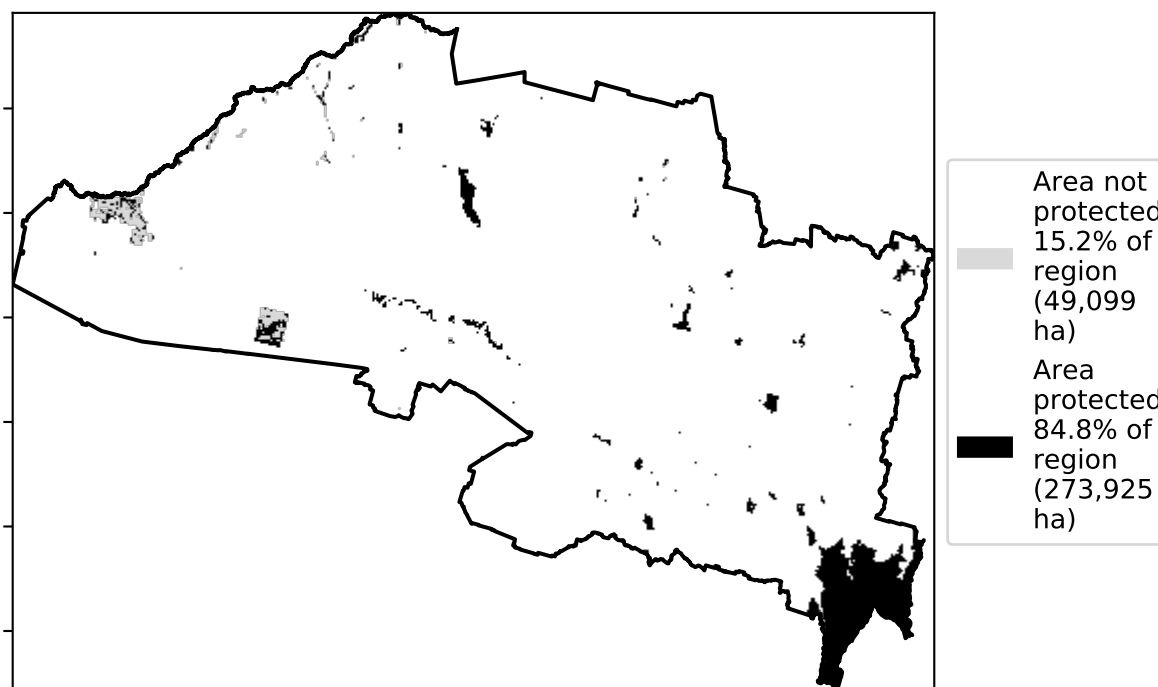 Area not
protected
15.2% of
region
(49,099
ha)
Area
protected
84.8% of
region
(273,925
ha)